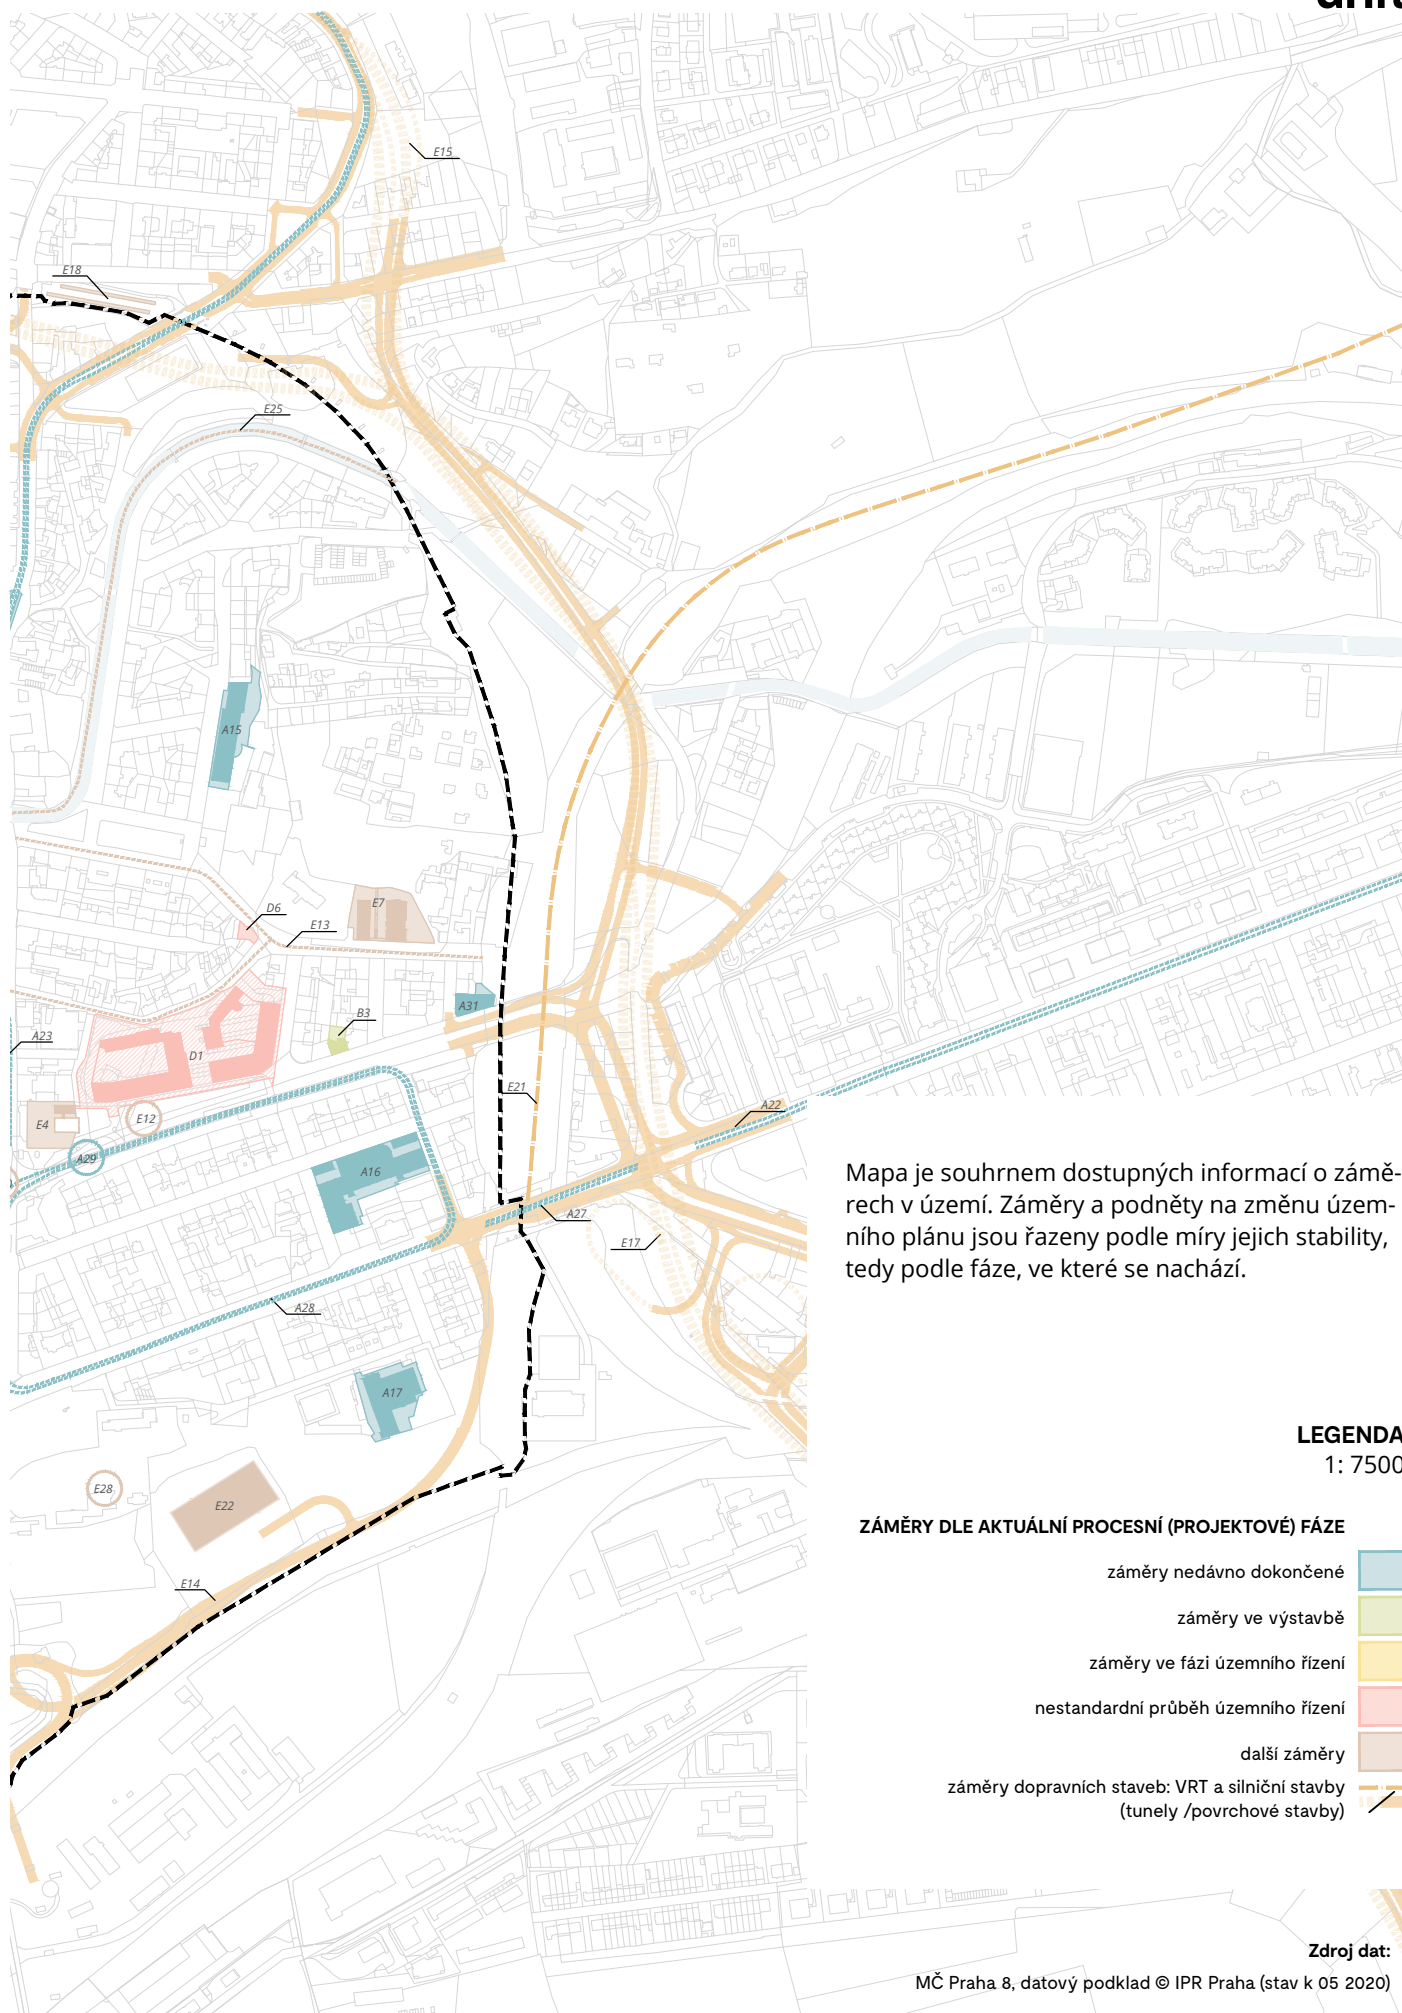 E15
E18
E25
A15
E7
D6
E13
A31
B3
A23
D1
E21
E12
E4
A22
A29
A16
A27
E17
A28
A17
E28
E22
E14
Mapa je souhrnem dostupných informací o zámě-
rech v území. Záměry a podněty na změnu územ-
ního plánu jsou řazeny podle míry jejich stability,
tedy podle fáze, ve které se nachází.
LEGENDA
1: 7500
ZÁMĚRY DLE AKTUÁLNÍ PROCESNÍ (PROJEKTOVÉ) FÁZE
záměry nedávno dokončené
záměry ve výstavbě
záměry ve fázi územního řízení
nestandardní průběh územního řízení
další záměry
záměry dopravních staveb: VRT a silniční stavby
(tunely /povrchové stavby)
Zdroj dat:
MČ Praha 8, datový podklad © IPR Praha (stav k 05 2020)